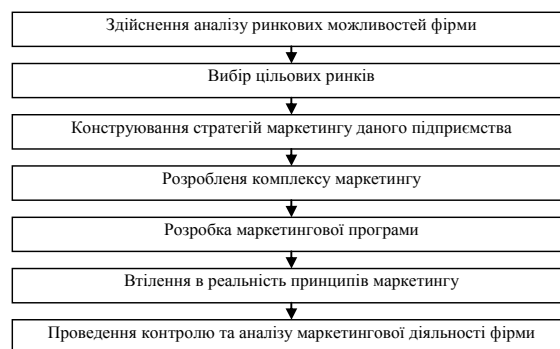 Здійснення аналізу ринкових можливостей фірми
Вибір цільових ринків
Конструювання стратегій маркетингу даного підприємства
Розробленя комплексу маркетингу
Розробка маркетингової програми
Втілення в реальність принципів маркетингу
Проведення контролю та аналізу маркетингової діяльності фірми